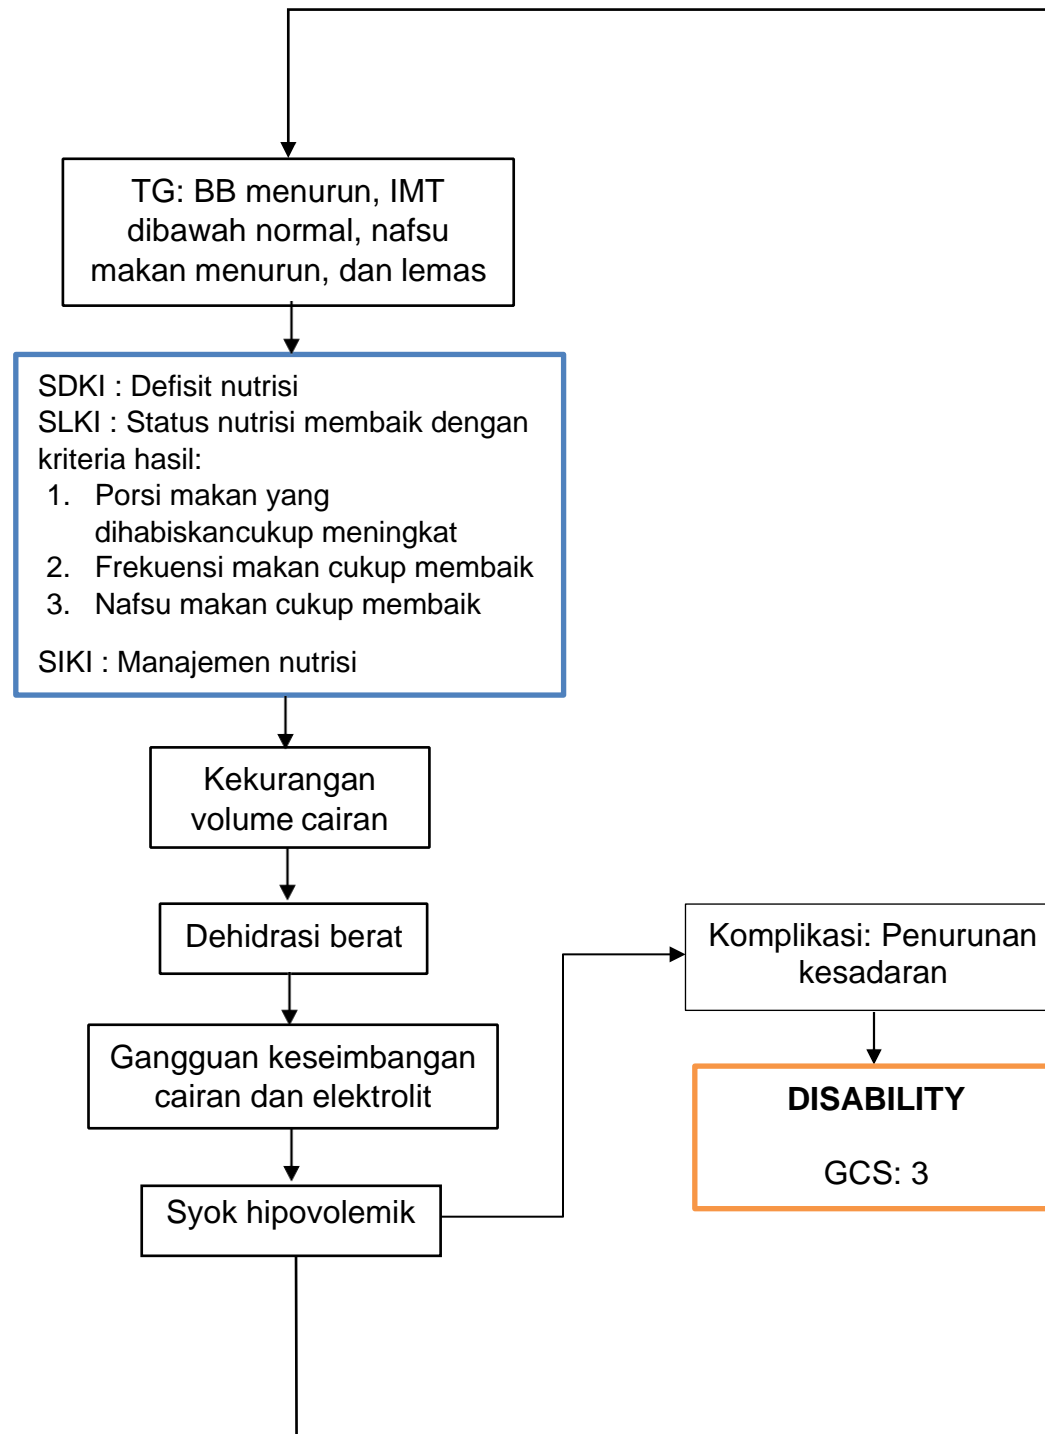 TG: BB menurun, IMT
dibawah normal, nafsu
makan menurun, dan lemas
SDKI : Defisit nutrisi
SLKI : Status nutrisi membaik dengan
kriteria hasil:
1. Porsi makan yang
dihabiskancukup meningkat
2. Frekuensi makan cukup membaik
3. Nafsu makan cukup membaik
SIKI : Manajemen nutrisi
Kekurangan
volume cairan
Dehidrasi berat
Gangguan keseimbangan
cairan dan elektrolit
Syok hipovolemik
Komplikasi: Penurunan
kesadaran
DISABILITY
GCS: 3